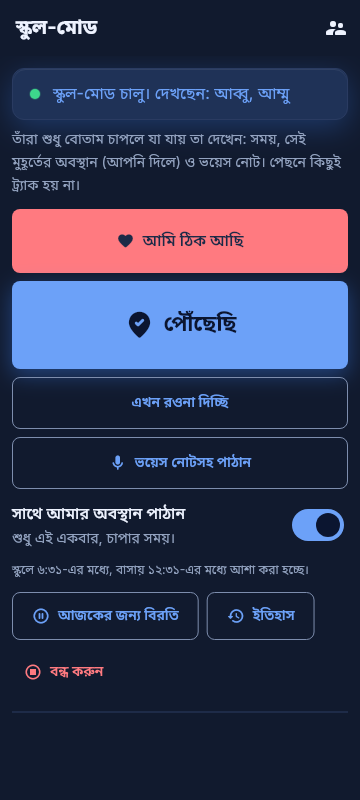 স্কুল-মোড
স্কুল-মোড চালু। দেখছেন: আব্বু, আম্মু
তাঁরা শুধু বোতাম চাপলে যা যায় তা দেখেন: সময়, সেই
মুহূর্তের অবস্থান (আপনি দিলে) ও ভয়েস নোট। পেছনে কিছুই
ট্র্যাক হয় না।
আমি ঠিক আছি
পৌঁছেছি
এখন রওনা দিচ্ছি
ভয়েস নোটসহ পাঠান
সাথে আমার অবস্থান পাঠান
শুধু এই একবার, চাপার সময়।
স্কুলে ৬:৩১-এর মধ্যে, বাসায় ১২:৩১-এর মধ্যে আশা করা হচ্ছে।
আজকের জন্য বিরতি
ইতিহাস
বন্ধ করুন